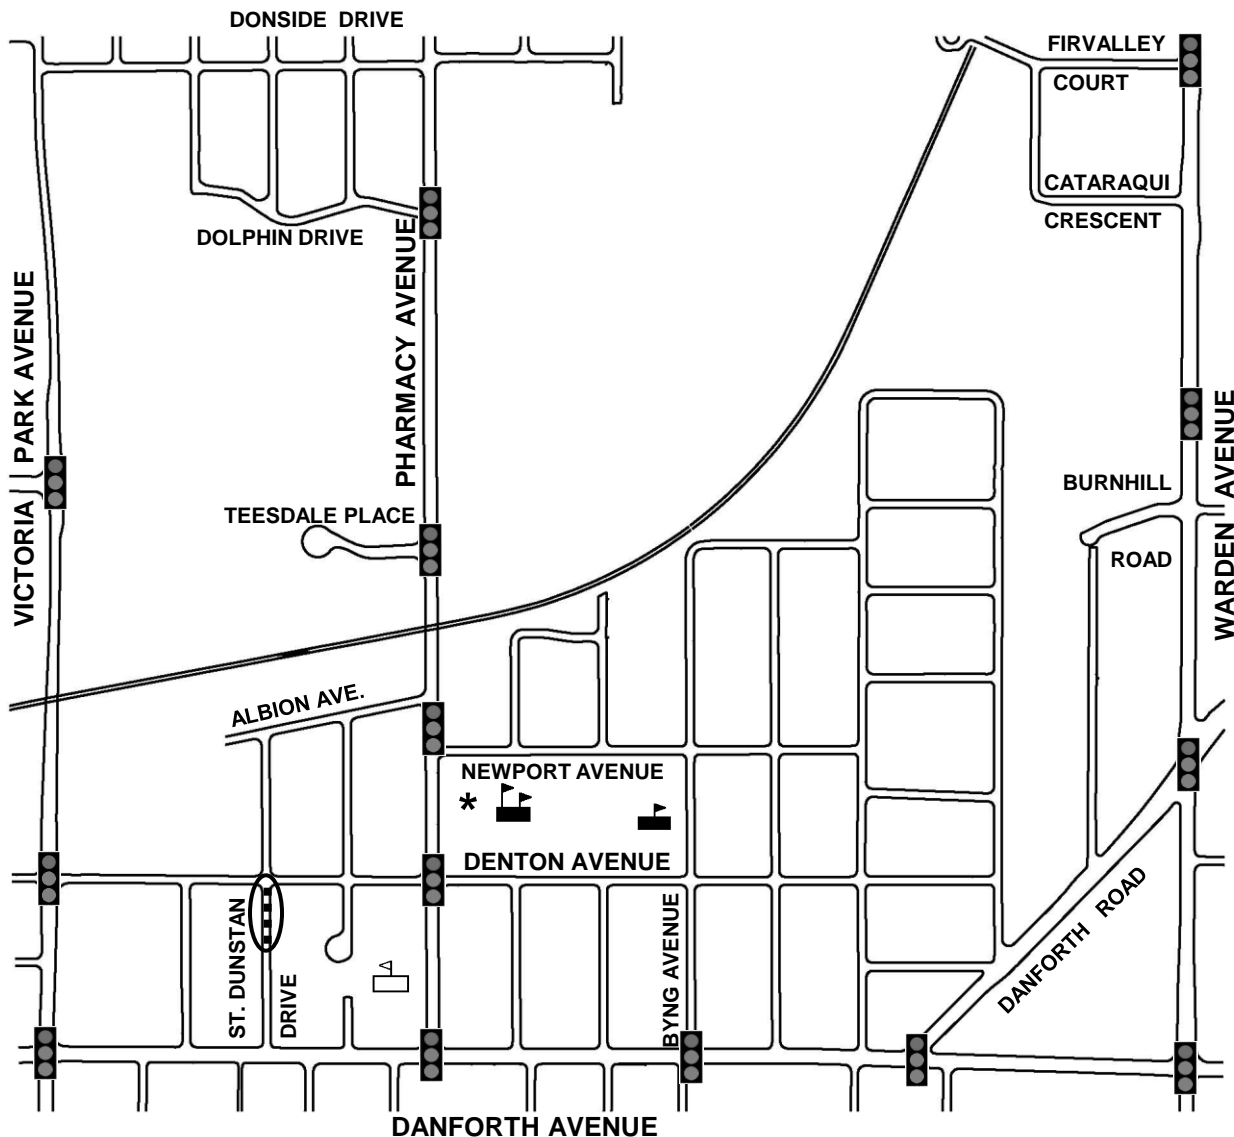 DONSIDE DRIVE
FIRVALLEY
COURT
CATARAQUI
CRESCENT
DOLPHIN DRIVE
PHARMACY AVENUE
VICTORIA PARK AVENUE
WARDEN AVENUE
BURNHILL
ROAD
TEESDALE PLACE
ALBION AVE.
NEWPORT AVENUE
*
DENTON AVENUE
ST. DUNSTAN
DRIVE
BYNG AVENUE
DANFORTH ROAD
DANFORTH AVENUE